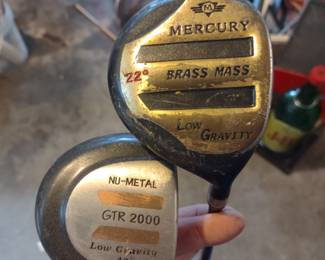 M
MERCURY
22°
BRASS MASS
LOW GRAVITY
NU-METAL
GTR 2000
LOW GRAVITY